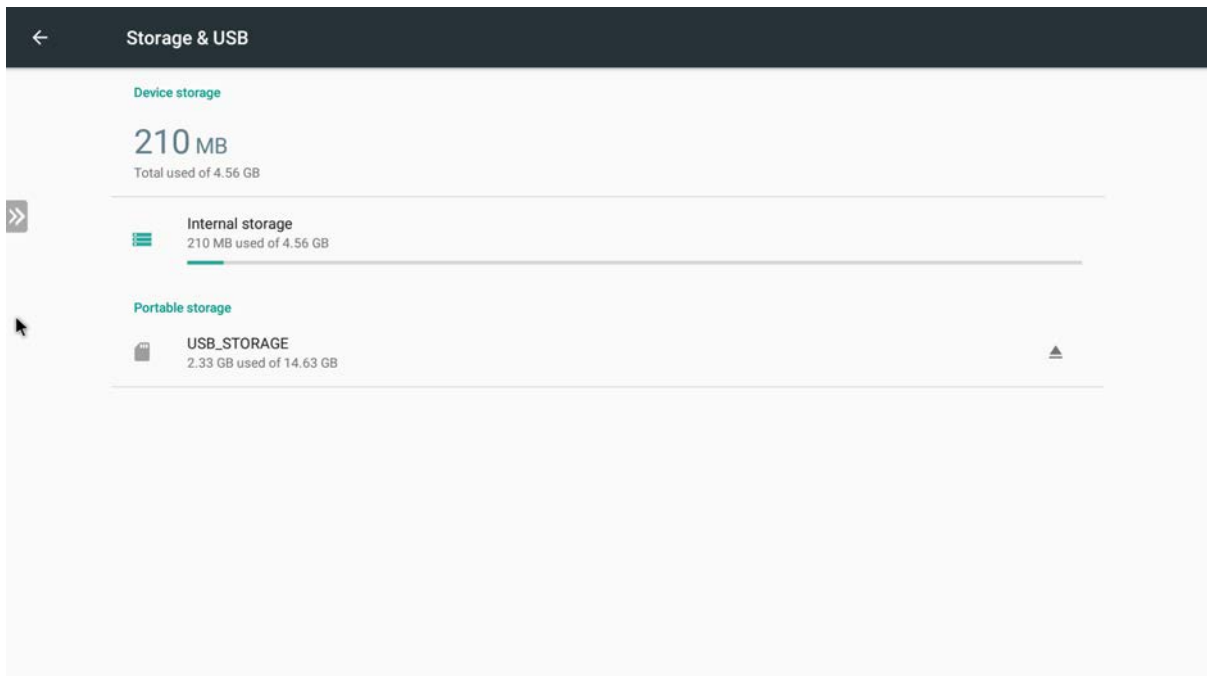 Storage & USB
Device storage
210 MB
Total used of 4.56 GB
Internal storage
210 MB used of 4.56 GB
Portable storage
USB_STORAGE
2.33 GB used of 14.63 GB